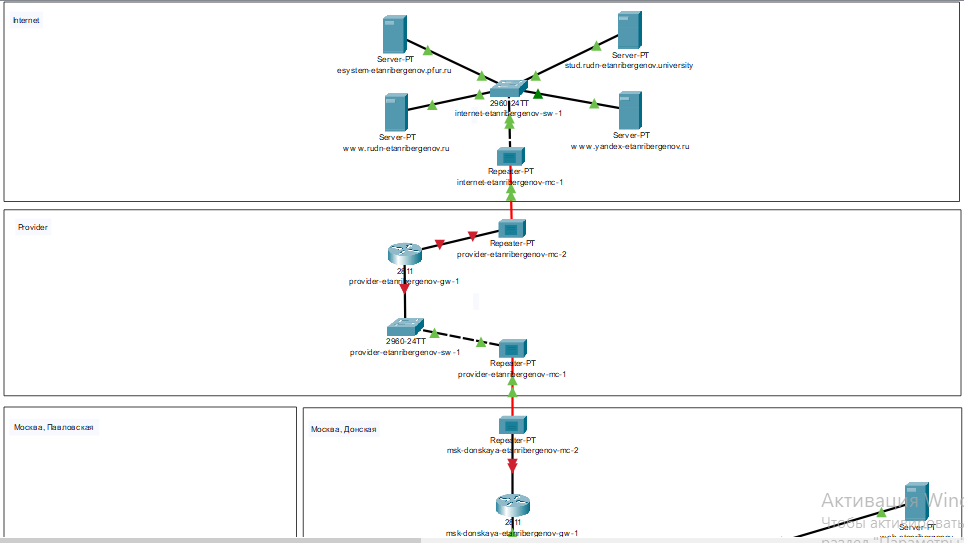 Internet
Server-PT
esystem-etanribergenov.pfur.ru
Server-PT
stud.rudn-etanribergenov.university
2960-24TT
internet-etanribergenov-sw-1
Server-PT
www.rudn-etanribergenov.ru
Server-PT
www.yandex-etanribergenov.ru
Repeater-PT
internet-etanribergenov-mc-1
Provider
Repeater-PT
provider-etanribergenov-mc-2
2811
provider-etanribergenov-gw-1
2960-24TT
provider-etanribergenov-sw-1
Repeater-PT
provider-etanribergenov-mc-1
Москва, Павловская
Москва, Донская
Repeater-PT
msk-donskaya-etanribergenov-mc-2
2811
msk-donskaya-etanribergenov-gw-1
Активация Win
Чтобы активировать
Server-PT
раздел "Параметры